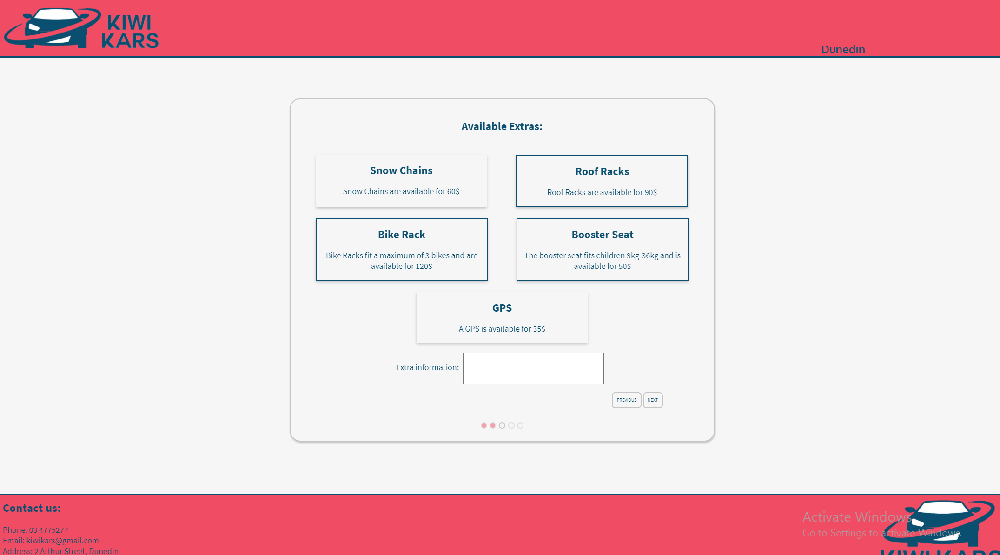 KIWI
KARS
Dunedin
Available Extras:
Snow Chains
Snow Chains are available for 60$
Roof Racks
Roof Racks are available for 90$
Bike Rack
Bike Racks fit a maximum of 3 bikes and are
available for 120$
Booster Seat
The booster seat fits children 9kg-36kg and is
available for 50$
GPS
A GPS is available for 35$
Extra information:
PREVIOUS
NEXT
Contact us:
Phone: 03 4775277
Email: kiwikars@gmail.com
Address: 2 Arthur Street, Dunedin
Activate Windows
Go to Settings to activate Windows.
KIWI KARS